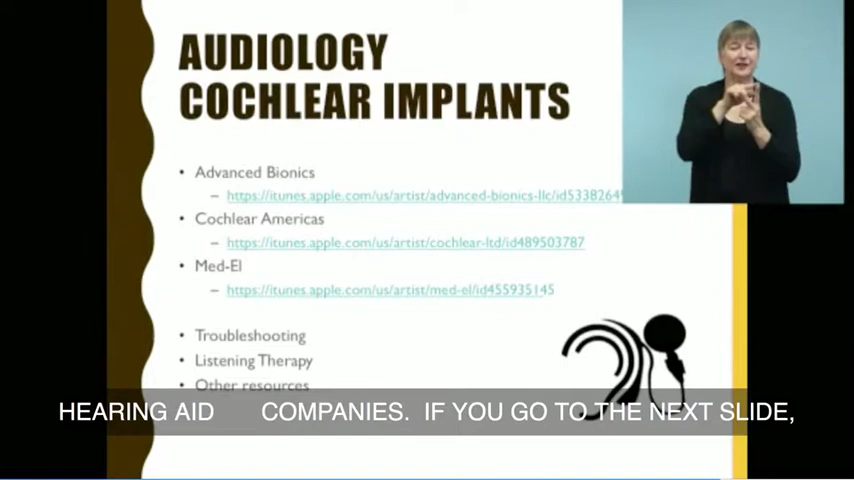 AUDIOLOGY
COCHLEAR IMPLANTS
• Advanced Bionics
– https://itunes.apple.com/us/artist/advanced-bionics-llc/id5338264
• Cochlear Americas
– https://itunes.apple.com/us/artist/cochlear-ltd/id489503787
• Med-El
– https://itunes.apple.com/us/artist/med-el/id455935145
• Troubleshooting
• Listening Therapy
• Other resources
HEARING AID COMPANIES. IF YOU GO TO THE NEXT SLIDE,